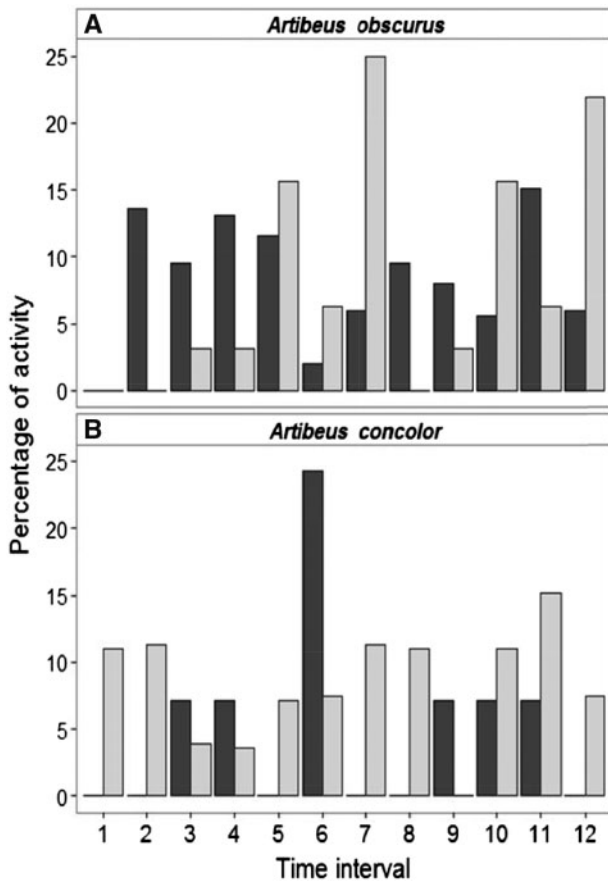 A Artibeus obscurus
25
20
15
10
5
0
B Artibeus concolor
25
20
15
10
5
0
Percentage of activity
1 2 3 4 5 6 7 8 9 10 11 12
Time interval